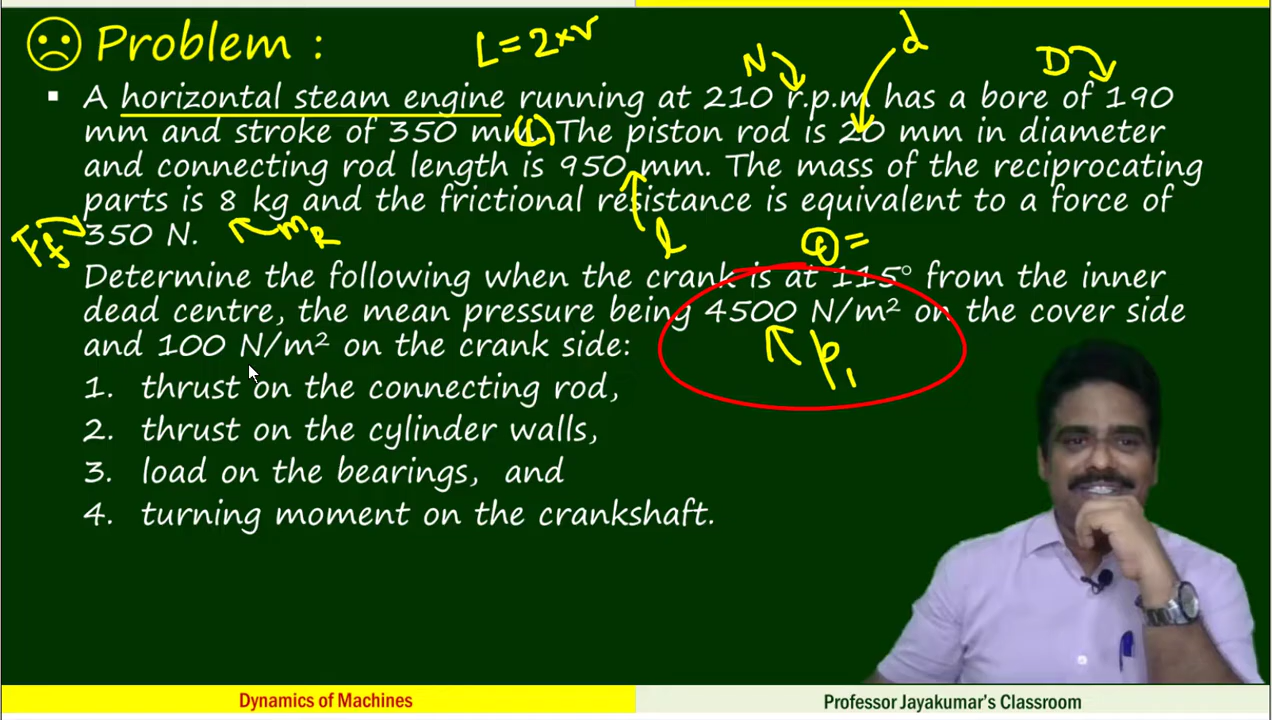 Problem :
L = 2 × r
N
d
D
A horizontal steam engine running at 210 r.p.m has a bore of 190
mm and stroke of 350 mm. (L) The piston rod is 20 mm in diameter
and connecting rod length is 950 mm. The mass of the reciprocating
parts is 8 kg and the frictional resistance is equivalent to a force of
350 N.
Ff
mR
l
θ =
Determine the following when the crank is at 115° from the inner
dead centre, the mean pressure being 4500 N/m² on the cover side
and 100 N/m² on the crank side:
p1
1. thrust on the connecting rod,
2. thrust on the cylinder walls,
3. load on the bearings, and
4. turning moment on the crankshaft.
Dynamics of Machines
Professor Jayakumar's Classroom